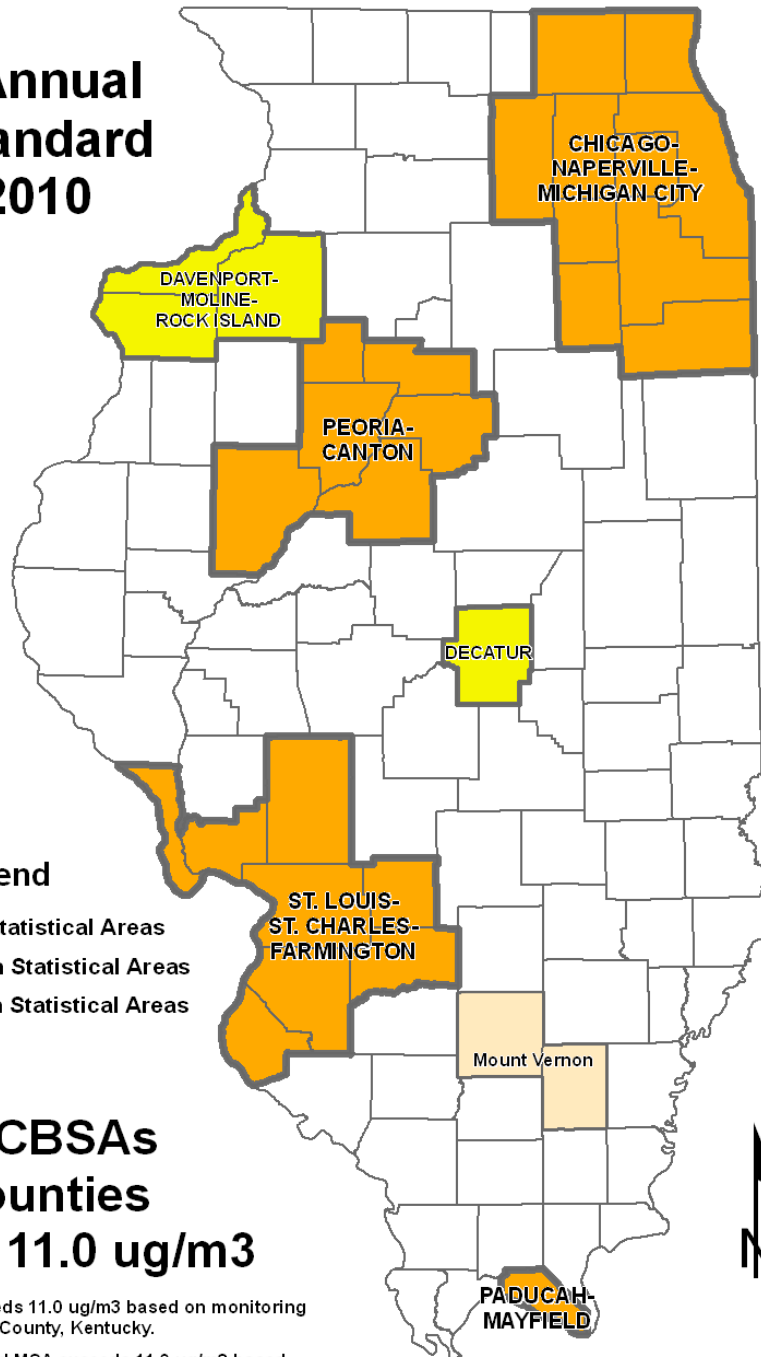 Annual
andard
2010
CHICAGO-
NAPERVILLE-
MICHIGAN CITY
DAVENPORT-
MOLINE-
ROCK ISLAND
PEORIA-
CANTON
DECATUR
end
Statistical Areas
n Statistical Areas
n Statistical Areas
ST. LOUIS-
ST. CHARLES-
FARMINGTON
Mount Vernon
CBSAs
ounties
11.0 ug/m3
eds 11.0 ug/m3 based on monitoring
County, Kentucky.
PADUCAH-
MAYFIELD
N